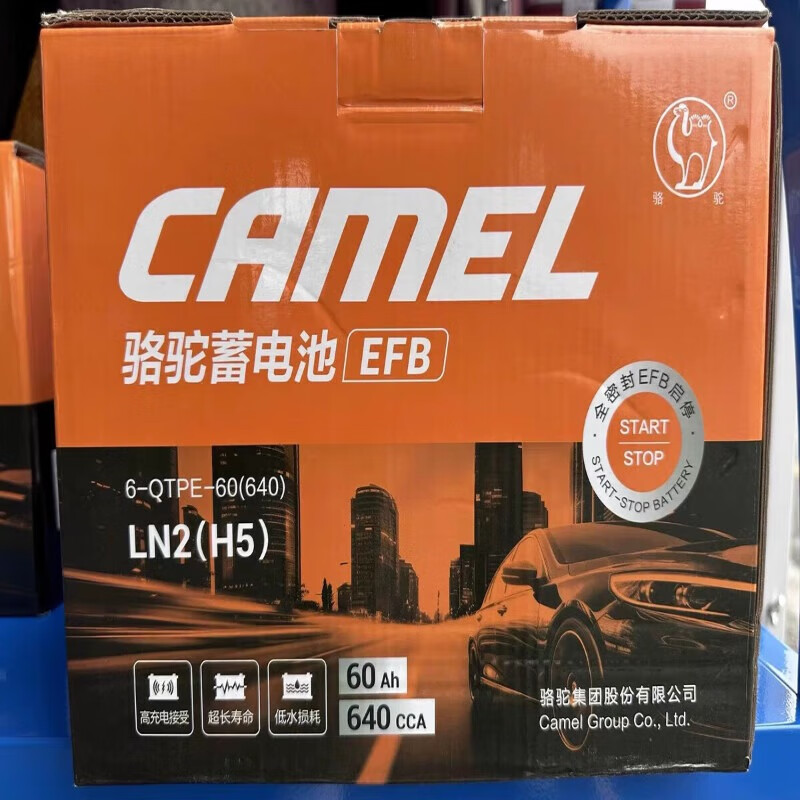 ®
骆 驼
CAMEL
骆驼蓄电池 EFB
·全密封EFB启停·
START
STOP
START-STOP BATTERY
6-QTPE-60(640)
LN2(H5)
高充电接受
超长寿命
低水损耗
60 Ah
640 CCA
骆驼集团股份有限公司
Camel Group Co., Ltd.